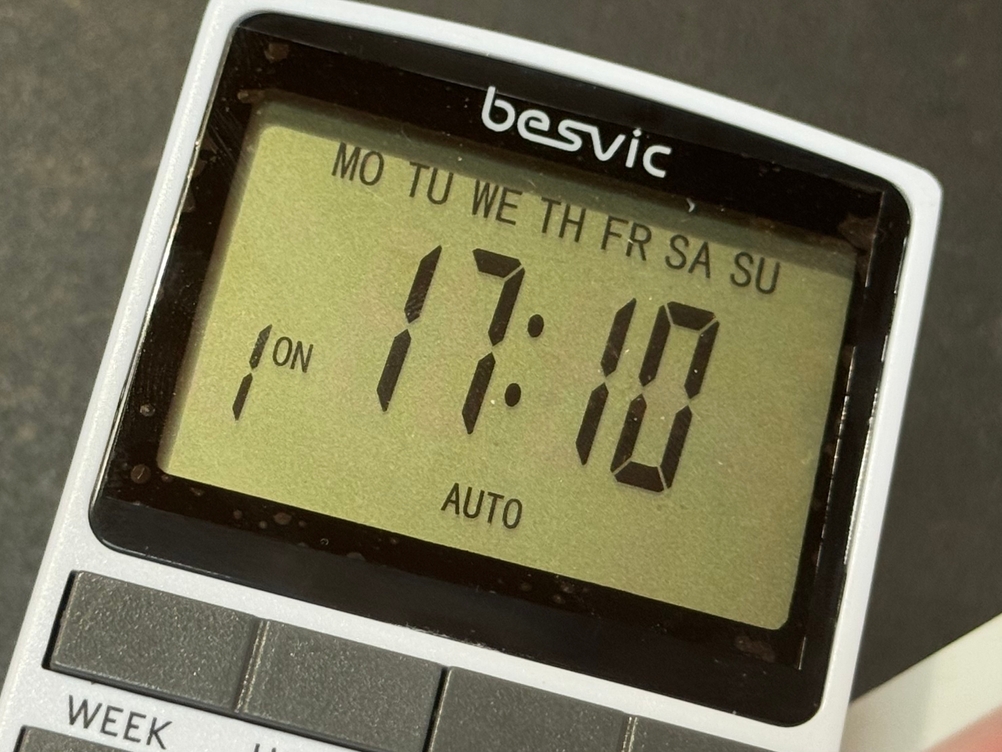 besvic
MO TU WE TH FR SA SU
1 ON 17:10
AUTO
WEEK